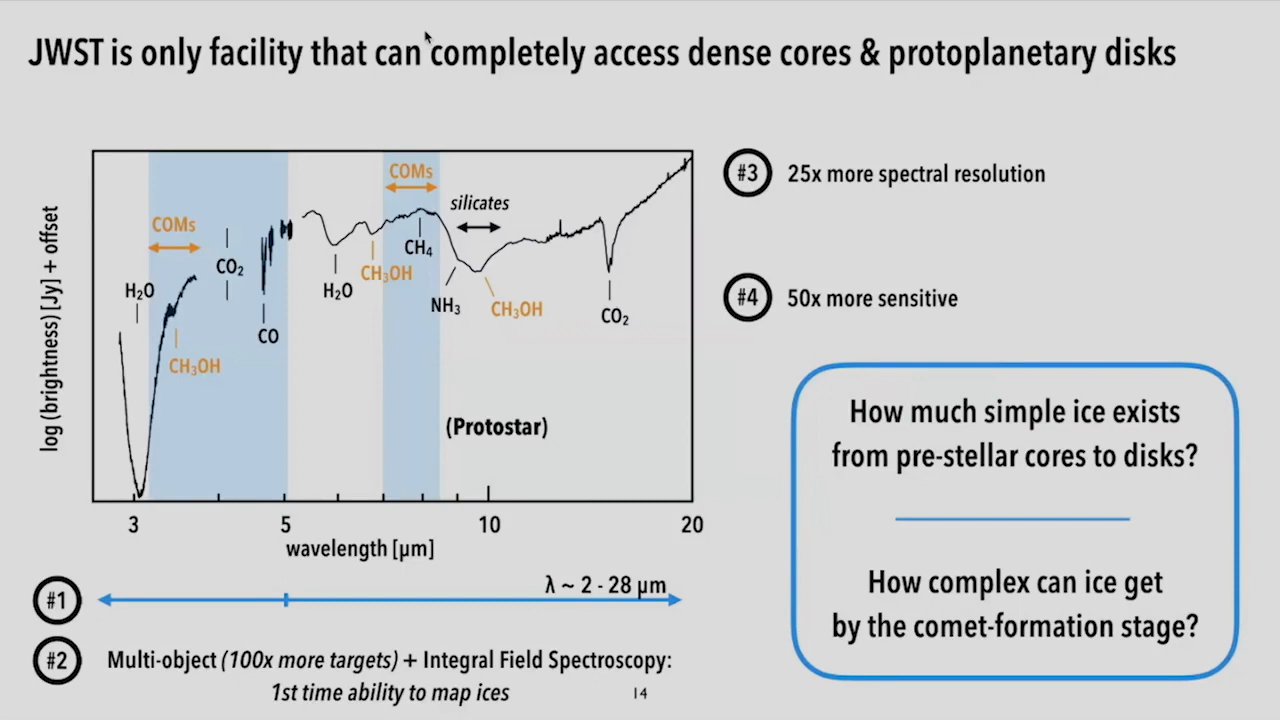 JWST is only facility that can completely access dense cores & protoplanetary disks
COMs
COMs
silicates
H₂O
CO₂
CO
CH₃OH
H₂O
CH₃OH
CH₄
NH₃
CH₃OH
CO₂
(Protostar)
log (brightness) [Jy] + offset
3
5
10
20
wavelength [μm]
#1
λ ~ 2 - 28 μm
#2
Multi-object (100x more targets) + Integral Field Spectroscopy:
1st time ability to map ices
14
#3
25x more spectral resolution
#4
50x more sensitive
How much simple ice exists
from pre-stellar cores to disks?
How complex can ice get
by the comet-formation stage?